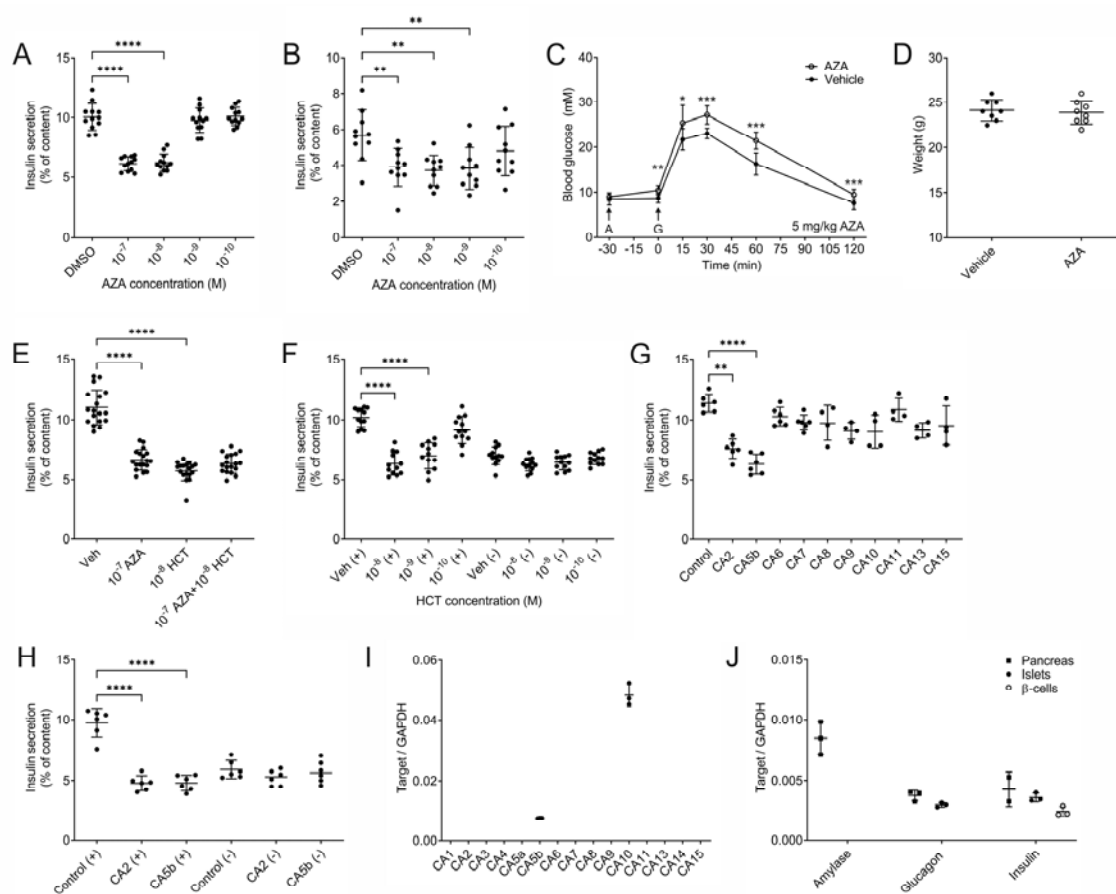 A
Insulin secretion
(% of content)
15
10
5
0
****
****
DMSO
10⁻⁷
10⁻⁸
10⁻⁹
10⁻¹⁰
AZA concentration (M)
B
Insulin secretion
(% of content)
10
8
6
4
2
0
**
**
**
DMSO
10⁻⁷
10⁻⁸
10⁻⁹
10⁻¹⁰
AZA concentration (M)
C
Blood glucose
(mM)
40
30
20
10
0
AZA
Vehicle
**
*
***
***
***
A
G
5 mg/kg AZA
-30 -15 0 15 30 45 60 75 90 105 120
Time (min)
D
Weight (g)
30
25
20
15
10
Vehicle
AZA
E
Insulin secretion
(% of content)
15
10
5
0
****
****
Veh
10⁻⁷ AZA
10⁻⁸ HCT
10⁻⁷ AZA+10⁻⁸ HCT
F
Insulin secretion
(% of content)
15
10
5
0
****
****
Veh (+)
10⁻⁸ (+)
10⁻⁹ (+)
10⁻¹⁰ (+)
Veh (-)
10⁻⁸ (-)
10⁻⁹ (-)
10⁻¹⁰ (-)
HCT concentration (M)
G
Insulin secretion
(% of content)
15
10
5
0
****
**
Control
CA2
CA5b
CA6
CA7
CA8
CA9
CA10
CA11
CA13
CA15
H
Insulin secretion
(% of content)
15
10
5
0
****
****
Control (+)
CA2 (+)
CA5b (+)
Control (-)
CA2 (-)
CA5b (-)
I
Target / GAPDH
0.06
0.04
0.02
0.00
CA1
CA2
CA3
CA4
CA5a
CA5b
CA6
CA7
CA8
CA9
CA10
CA11
CA13
CA14
CA15
J
Target / GAPDH
0.015
0.010
0.005
0.000
Pancreas
Islets
β-cells
Amylase
Glucagon
Insulin